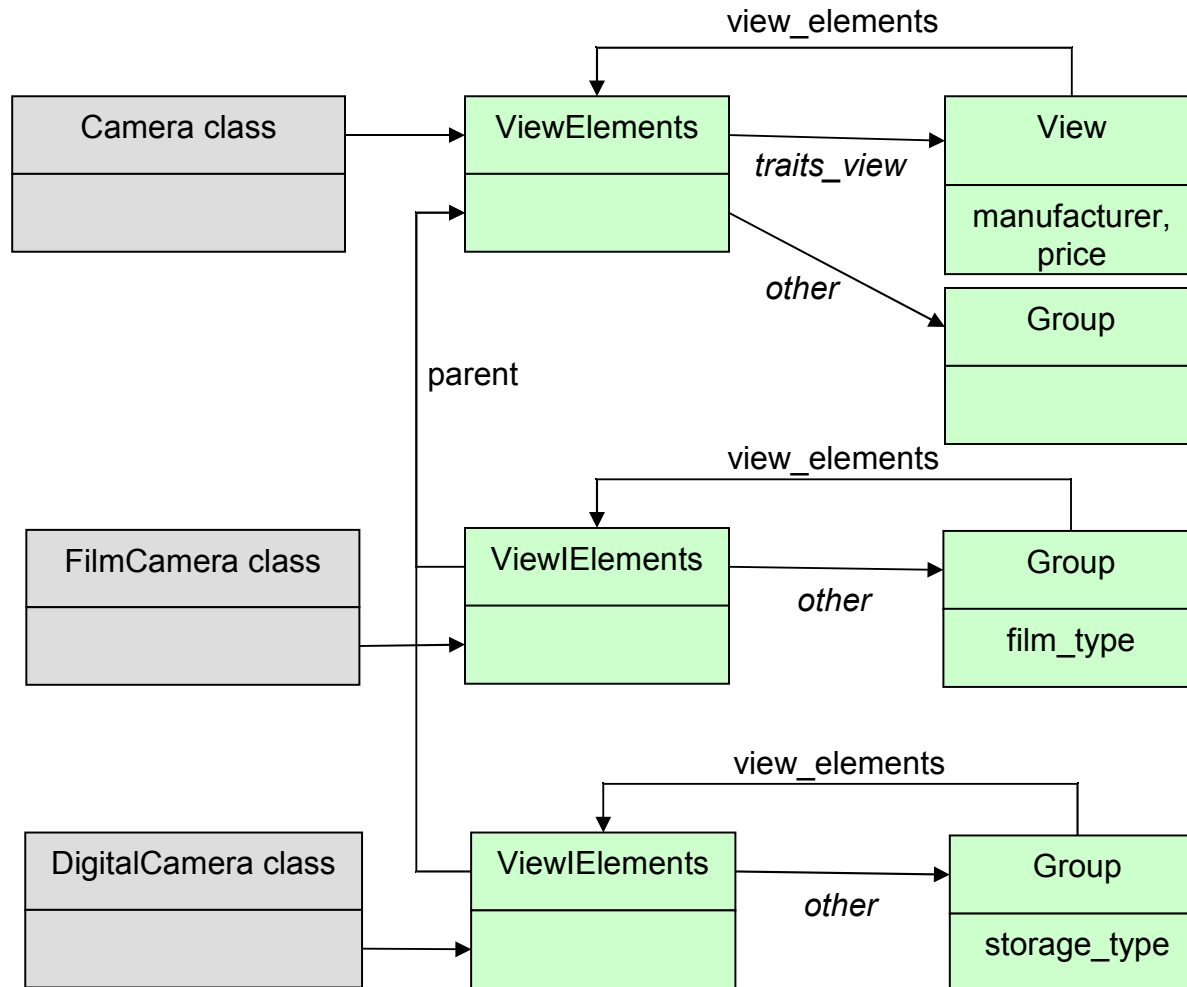 view_elements
Camera class
ViewElements
View
traits_view
manufacturer,
price
other
Group
parent
view_elements
FilmCamera class
ViewIElements
Group
other
film_type
view_elements
DigitalCamera class
ViewIElements
Group
other
storage_type